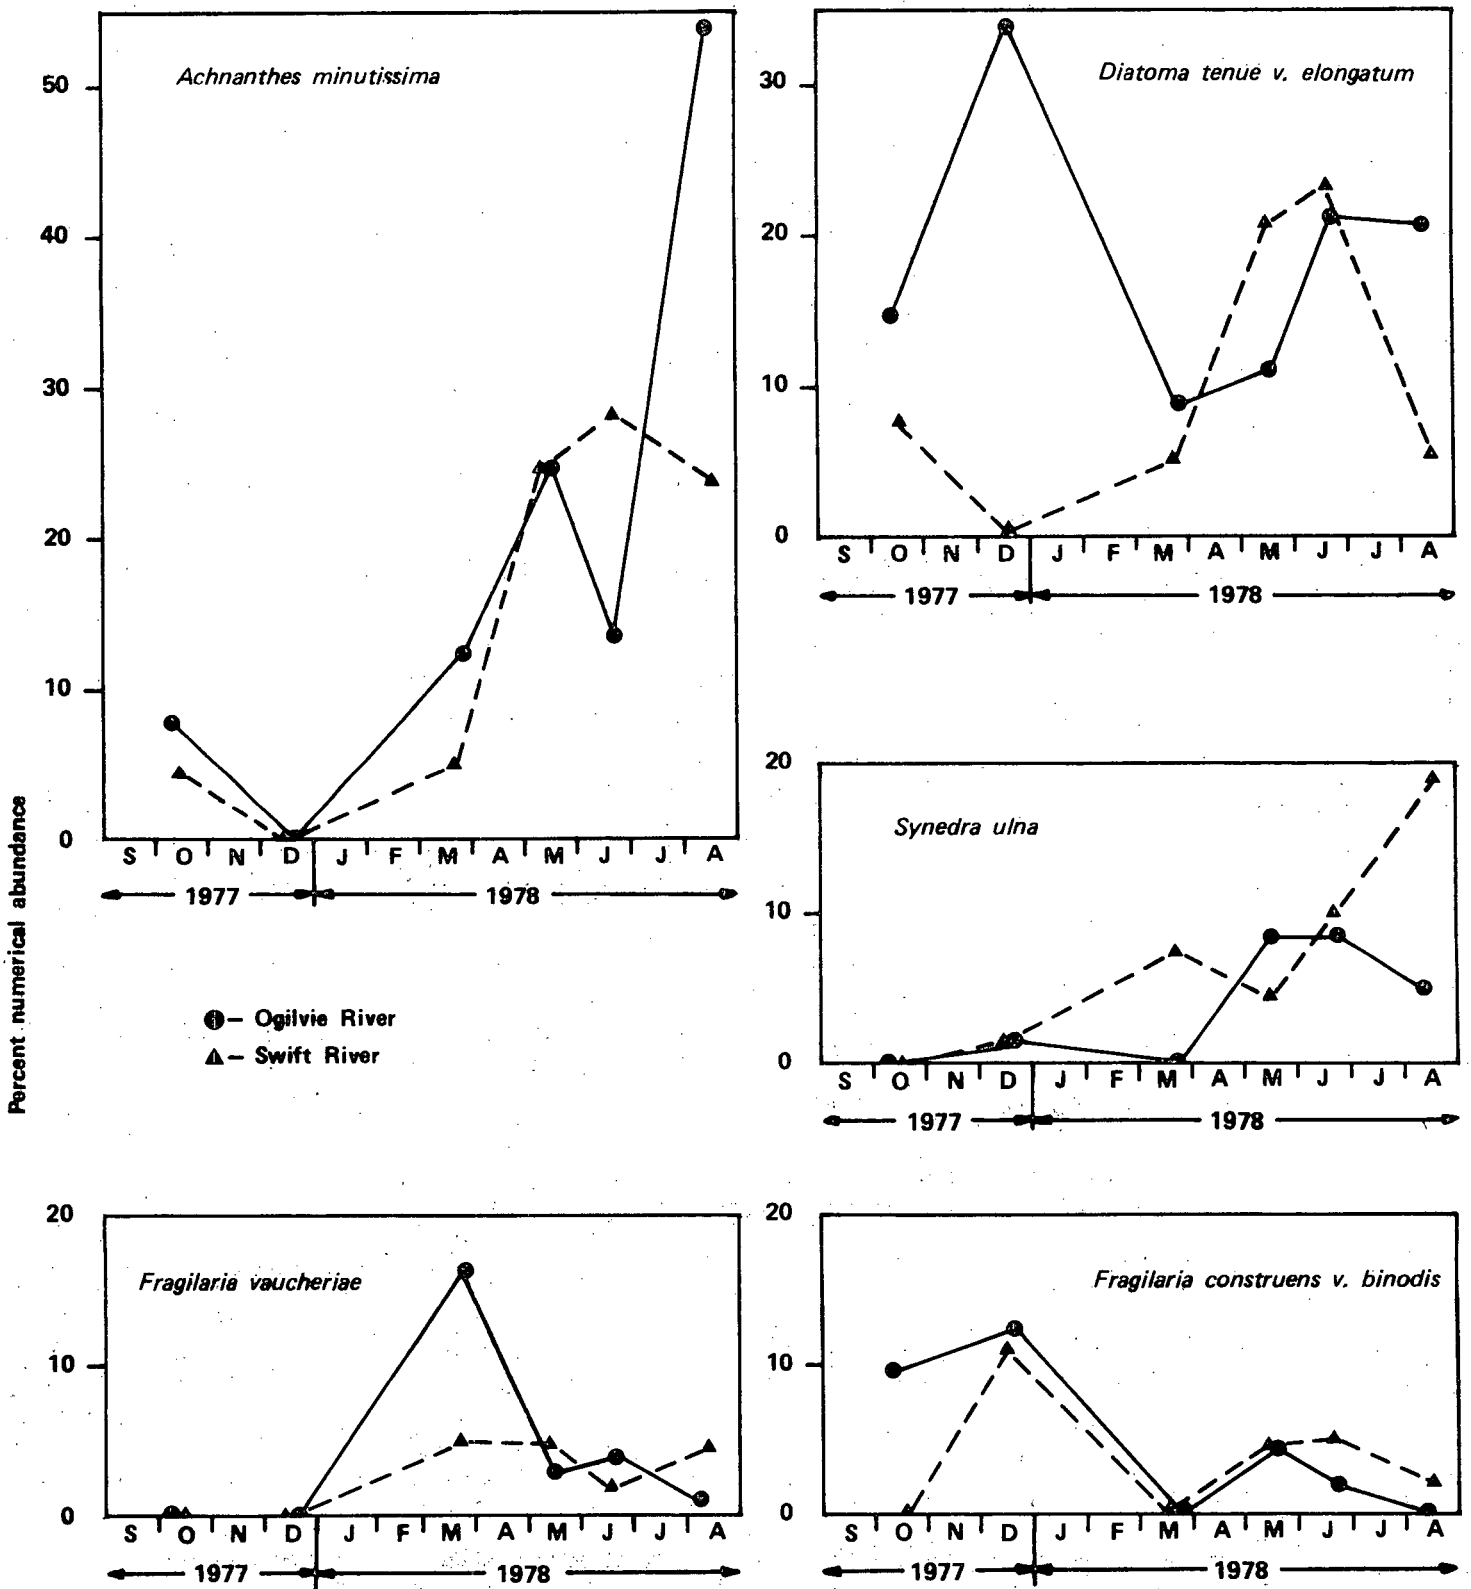 Percent numerical abundance
Achnanthes minutissima
50
40
30
20
10
0
S O N D J F M A M J J A
1977 1978
Diatoma tenue v. elongatum
30
20
10
0
S O N D J F M A M J J A
1977 1978
Synedra ulna
20
10
0
S O N D J F M A M J J A
1977 1978
– Ogilvie River
– Swift River
Fragilaria vaucheriae
20
10
0
S O N D J F M A M J J A
1977 1978
Fragilaria construens v. binodis
20
10
0
S O N D J F M A M J J A
1977 1978